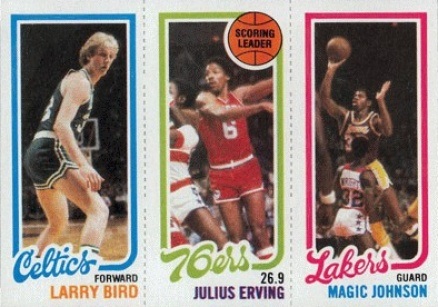 SCORING
LEADER
6
32
Celtics
FORWARD
LARRY BIRD
76ers
26.9
JULIUS ERVING
Lakers
GUARD
MAGIC JOHNSON